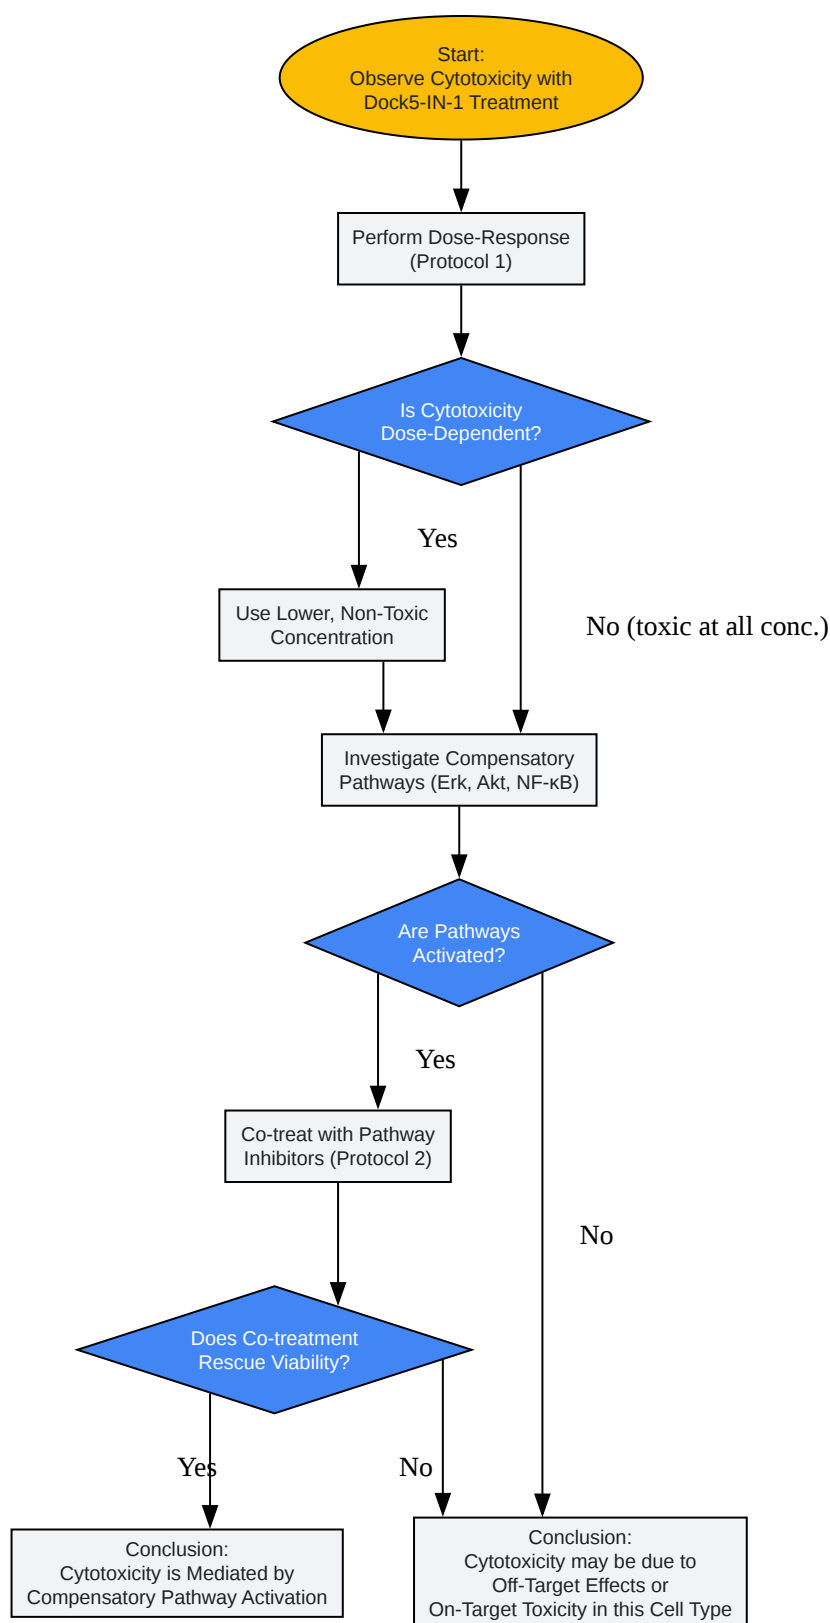 Start:
Observe Cytotoxicity with
Dock5-IN-1 Treatment
Perform Dose-Response
(Protocol 1)
Is Cytotoxicity
Dose-Dependent?
Yes
Use Lower, Non-Toxic
Concentration
No (toxic at all conc.)
Investigate Compensatory
Pathways (Erk, Akt, NF-κB)
Are Pathways
Activated?
Yes
Co-treat with Pathway
Inhibitors (Protocol 2)
No
Does Co-treatment
Rescue Viability?
Yes
No
Conclusion:
Cytotoxicity is Mediated by
Compensatory Pathway Activation
Conclusion:
Cytotoxicity may be due to
Off-Target Effects or
On-Target Toxicity in this Cell Type